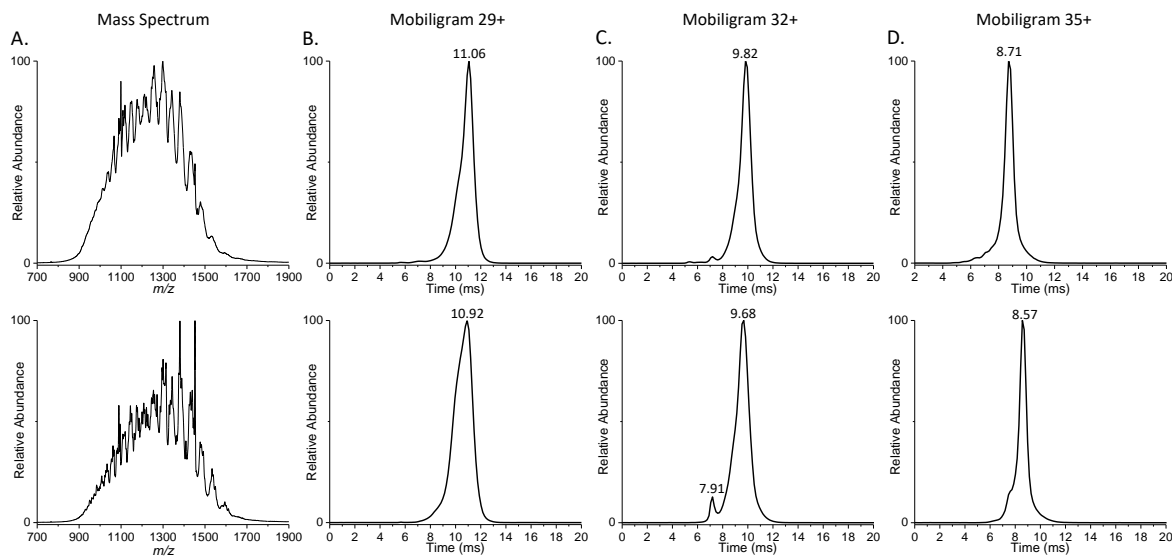 Mass Spectrum
Mobiligram 29+
Mobiligram 32+
Mobiligram 35+
A.
B.
C.
D.
11.06
9.82
8.71
100
100
100
100
Relative Abundance
Relative Abundance
Relative Abundance
Relative Abundance
0
0
0
0
700 900 1100 1300 1500 1700 1900
0 2 4 6 8 10 12 14 16 18 20
0 2 4 6 8 10 12 14 16 18 20
2 4 6 8 10 12 14 16 18 20
m/z
Time (ms)
Time (ms)
Time (ms)
10.92
9.68
8.57
100
100
100
100
Relative Abundance
Relative Abundance
Relative Abundance
Relative Abundance
7.91
0
0
0
0
700 900 1100 1300 1500 1700 1900
0 2 4 6 8 10 12 14 16 18 20
0 2 4 6 8 10 12 14 16 18 20
0 2 4 6 8 10 12 14 16 18 20
m/z
Time (ms)
Time (ms)
Time (ms)